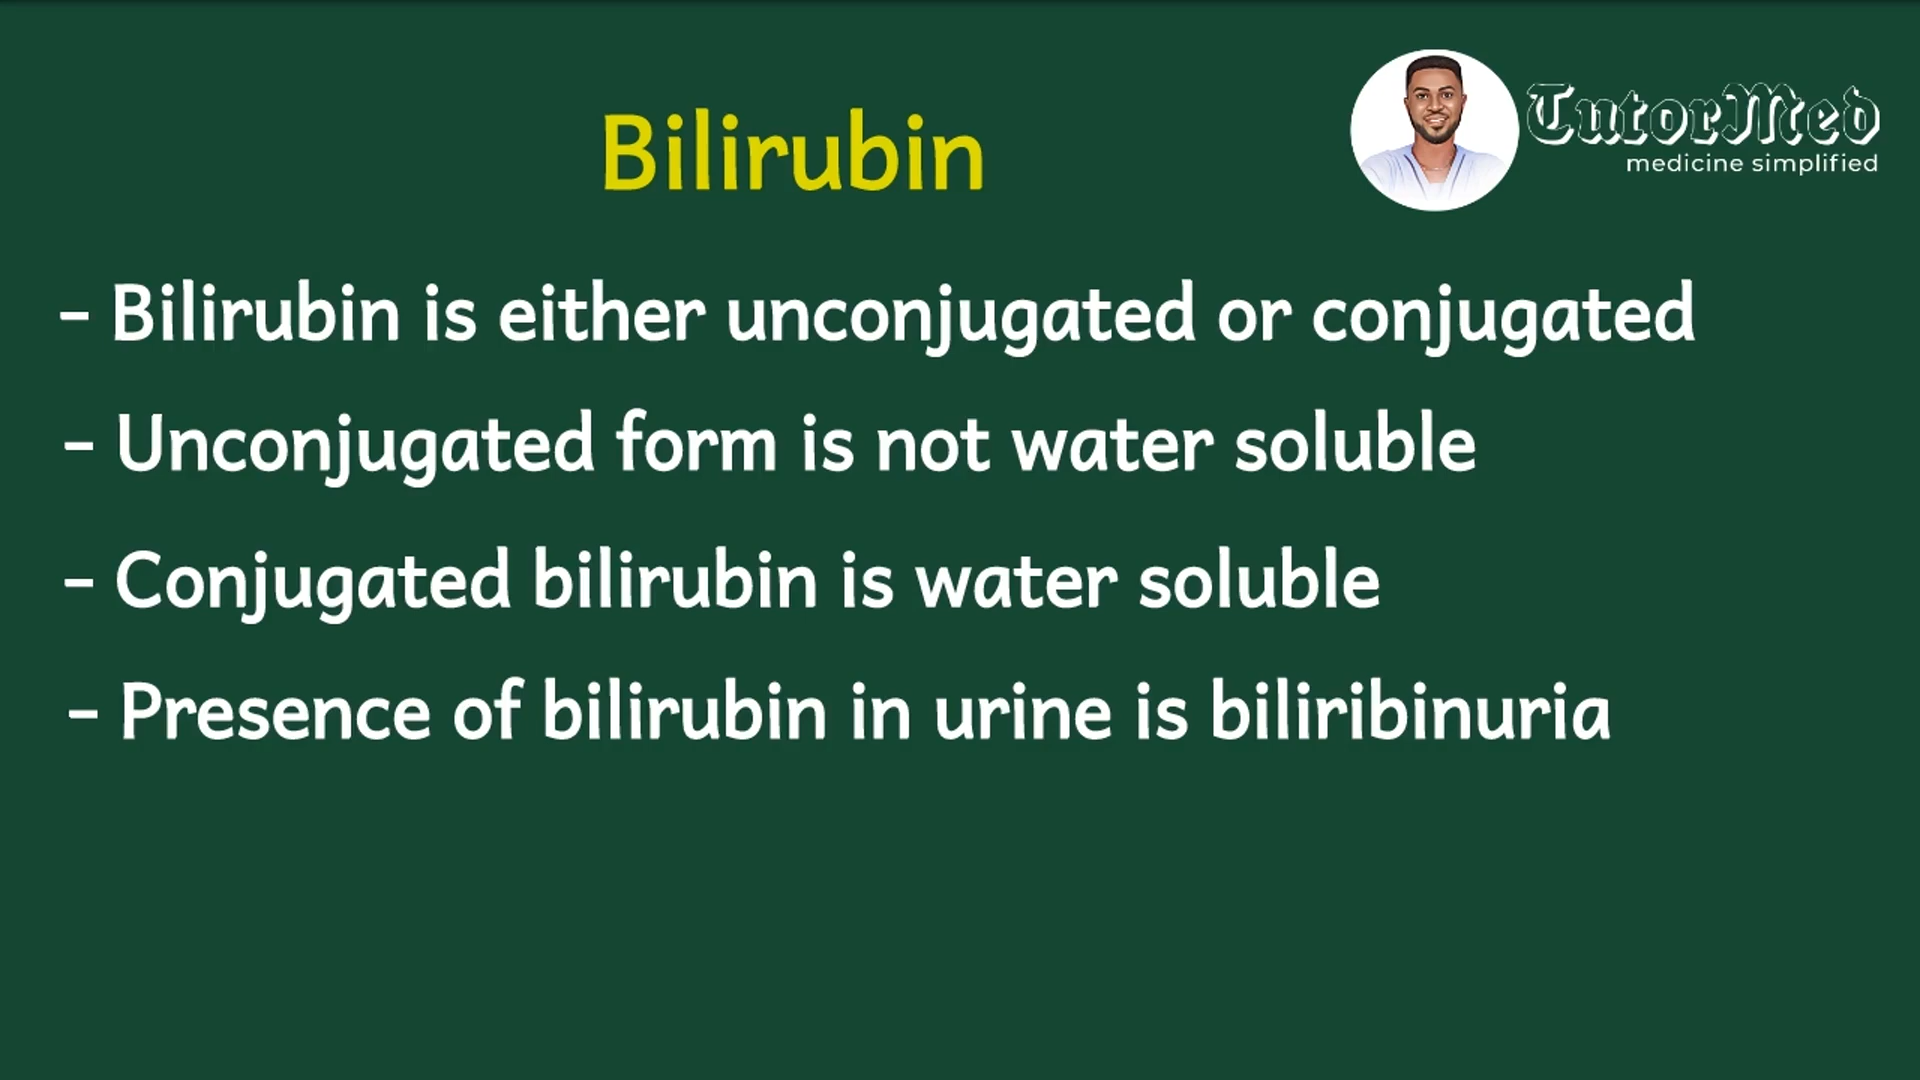 TutorMed
medicine simplified
Bilirubin
- Bilirubin is either unconjugated or conjugated
- Unconjugated form is not water soluble
- Conjugated bilirubin is water soluble
- Presence of bilirubin in urine is biliribinuria